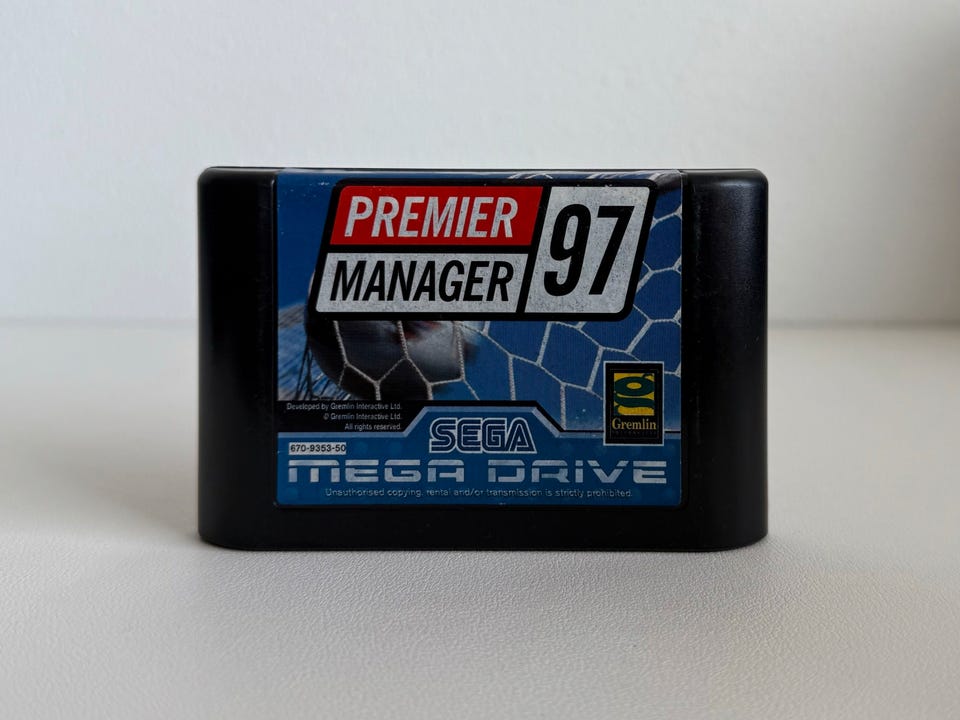 PREMIER
MANAGER
97
g
Gremlin
Developed by Gremlin Interactive Ltd.
© Gremlin Interactive Ltd.
All rights reserved.
SEGA
670-9353-50
MEGA DRIVE
Unauthorised copying, rental and/or transmission is strictly prohibited.